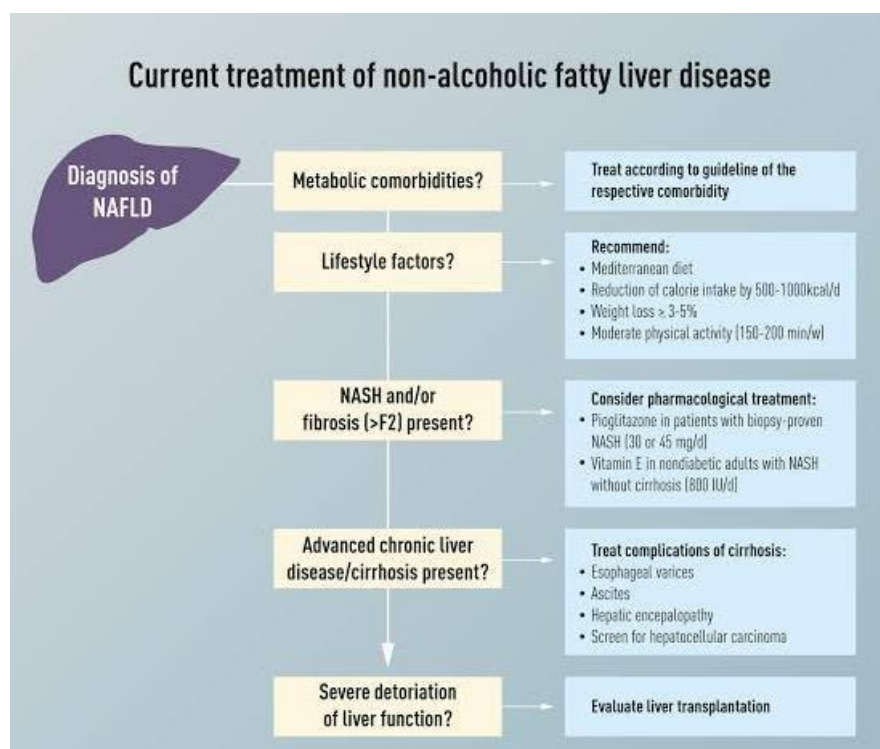 Current treatment of non-alcoholic fatty liver disease
Diagnosis of
NAFLD
Metabolic comorbidities?
Treat according to guideline of the
respective comorbidity
Lifestyle factors?
Recommend:
• Mediterranean diet
• Reduction of calorie intake by 500-1000kcal/d
• Weight loss ≥ 3-5%
• Moderate physical activity (150-200 min/w)
NASH and/or
fibrosis (>F2) present?
Consider pharmacological treatment:
• Pioglitazone in patients with biopsy-proven
NASH (30 or 45 mg/d)
• Vitamin E in nondiabetic adults with NASH
without cirrhosis (800 IU/d)
Advanced chronic liver
disease/cirrhosis present?
Treat complications of cirrhosis:
• Esophageal varices
• Ascites
• Hepatic encepalopathy
• Screen for hepatocellular carcinoma
Severe detoriation
of liver function?
Evaluate liver transplantation